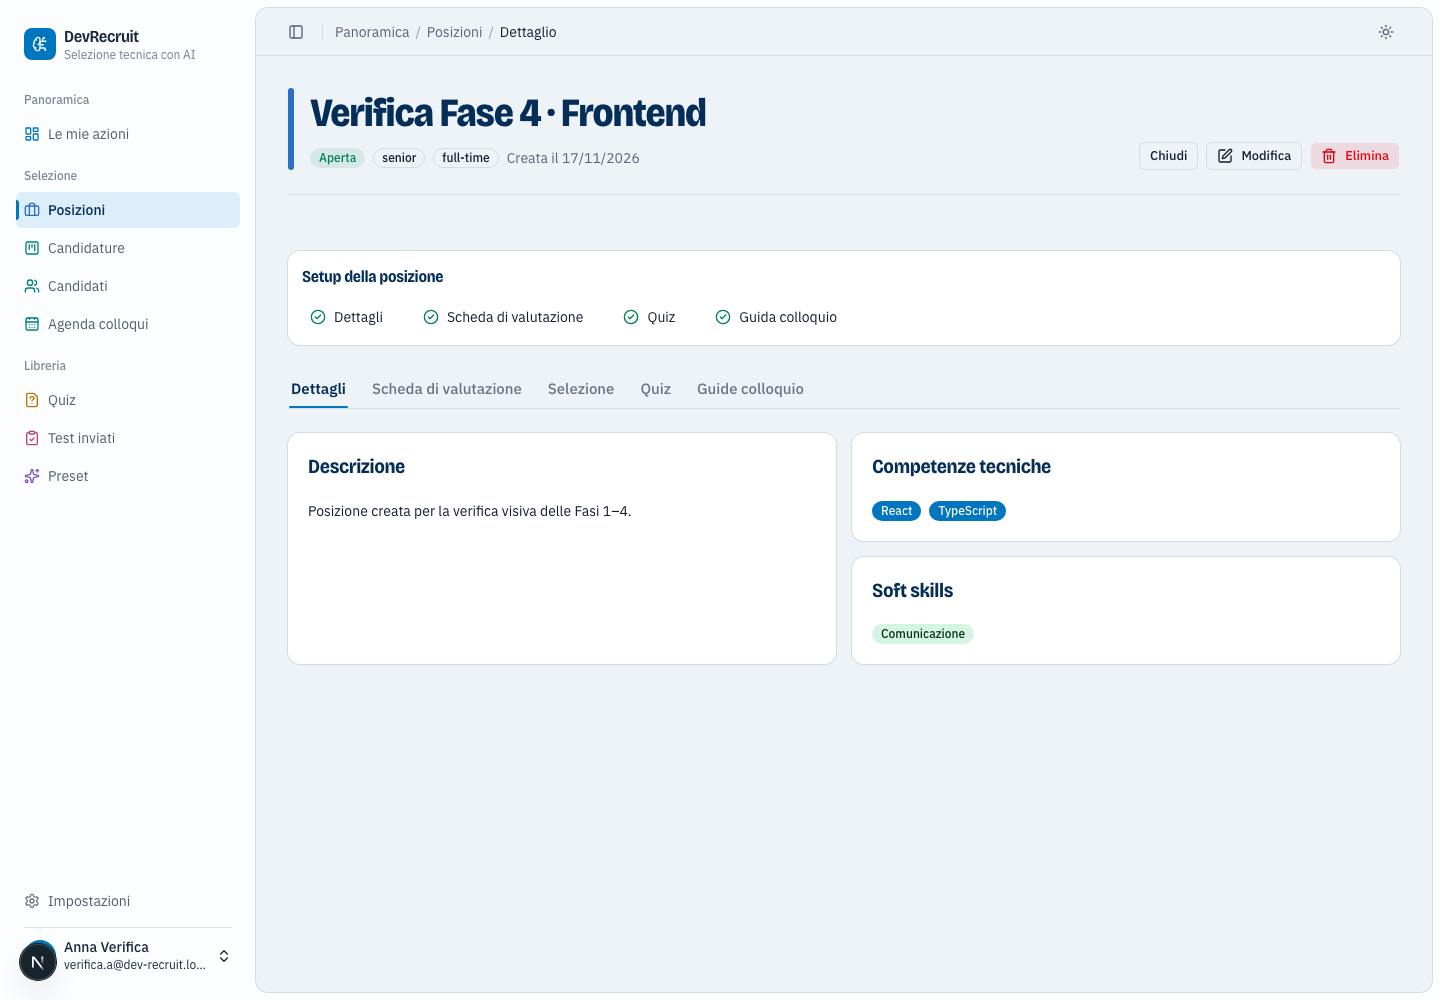 DevRecruit
Selezione tecnica con AI
Panoramica
Le mie azioni
Selezione
Posizioni
Candidature
Candidati
Agenda colloqui
Libreria
Quiz
Test inviati
Preset
Impostazioni
Anna Verifica
verifica.a@dev-recruit.lo...
N
Panoramica / Posizioni / Dettaglio
Verifica Fase 4 · Frontend
Aperta senior full-time Creata il 17/11/2026
Chiudi Modifica Elimina
Setup della posizione
Dettagli Scheda di valutazione Quiz Guida colloquio
Dettagli Scheda di valutazione Selezione Quiz Guide colloquio
Descrizione
Posizione creata per la verifica visiva delle Fasi 1–4.
Competenze tecniche
React TypeScript
Soft skills
Comunicazione